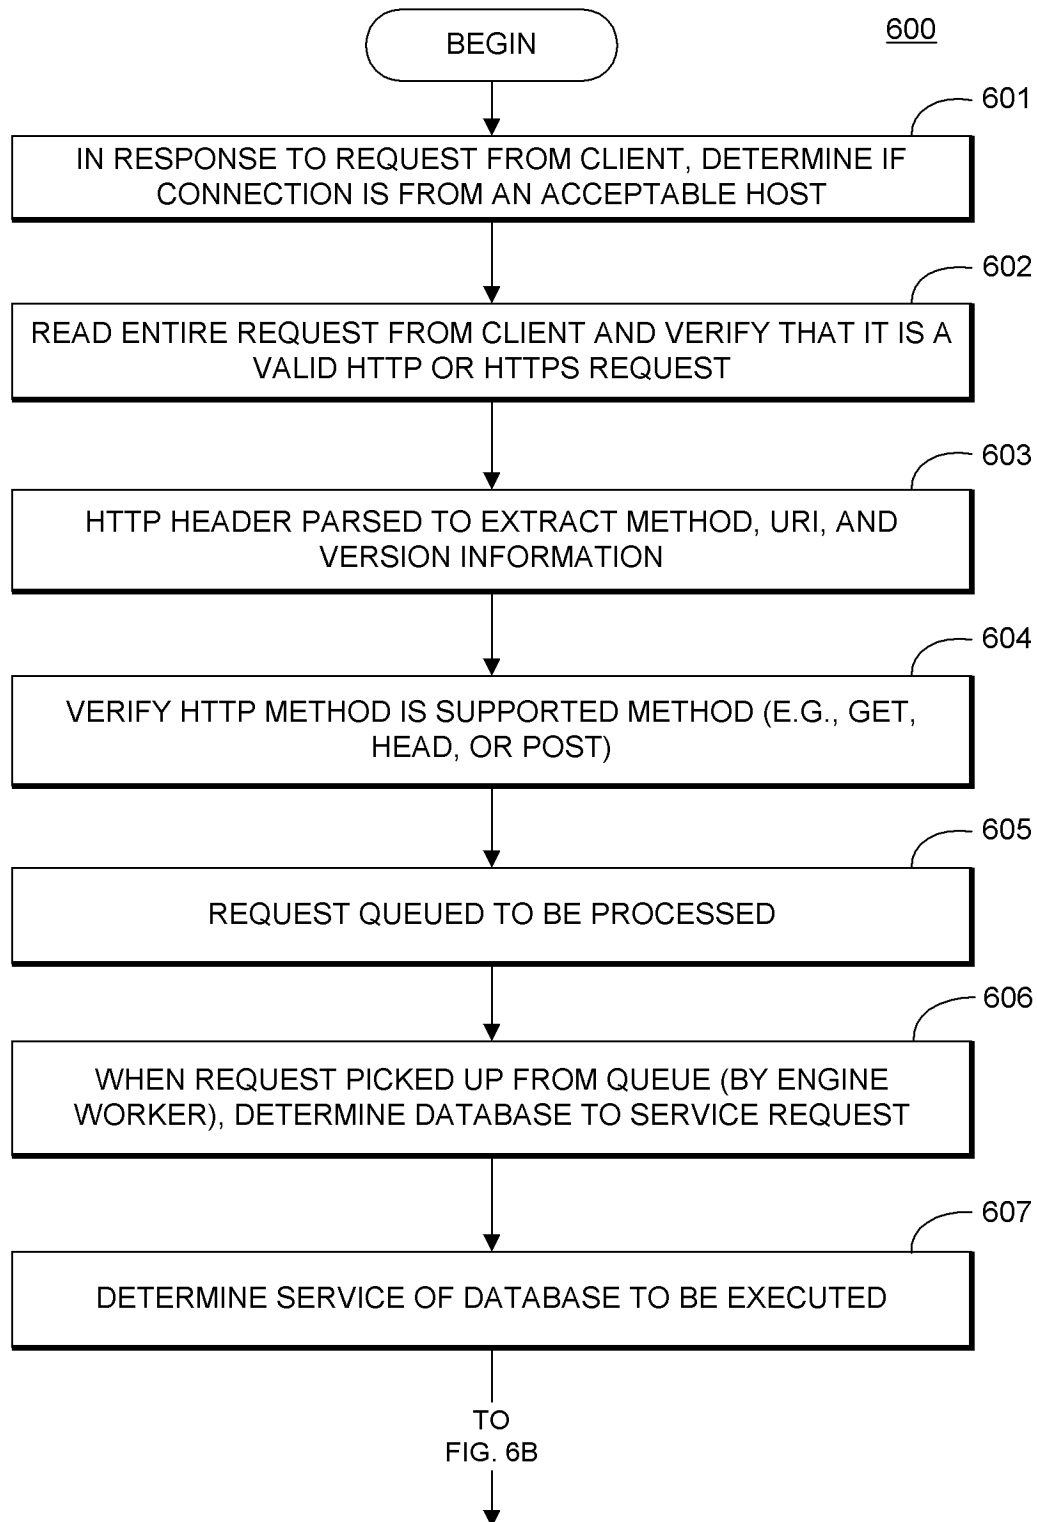 600
BEGIN
601
IN RESPONSE TO REQUEST FROM CLIENT, DETERMINE IF
CONNECTION IS FROM AN ACCEPTABLE HOST
602
READ ENTIRE REQUEST FROM CLIENT AND VERIFY THAT IT IS A
VALID HTTP OR HTTPS REQUEST
603
HTTP HEADER PARSED TO EXTRACT METHOD, URI, AND
VERSION INFORMATION
604
VERIFY HTTP METHOD IS SUPPORTED METHOD (E.G., GET,
HEAD, OR POST)
605
REQUEST QUEUED TO BE PROCESSED
606
WHEN REQUEST PICKED UP FROM QUEUE (BY ENGINE
WORKER), DETERMINE DATABASE TO SERVICE REQUEST
607
DETERMINE SERVICE OF DATABASE TO BE EXECUTED
TO
FIG. 6B